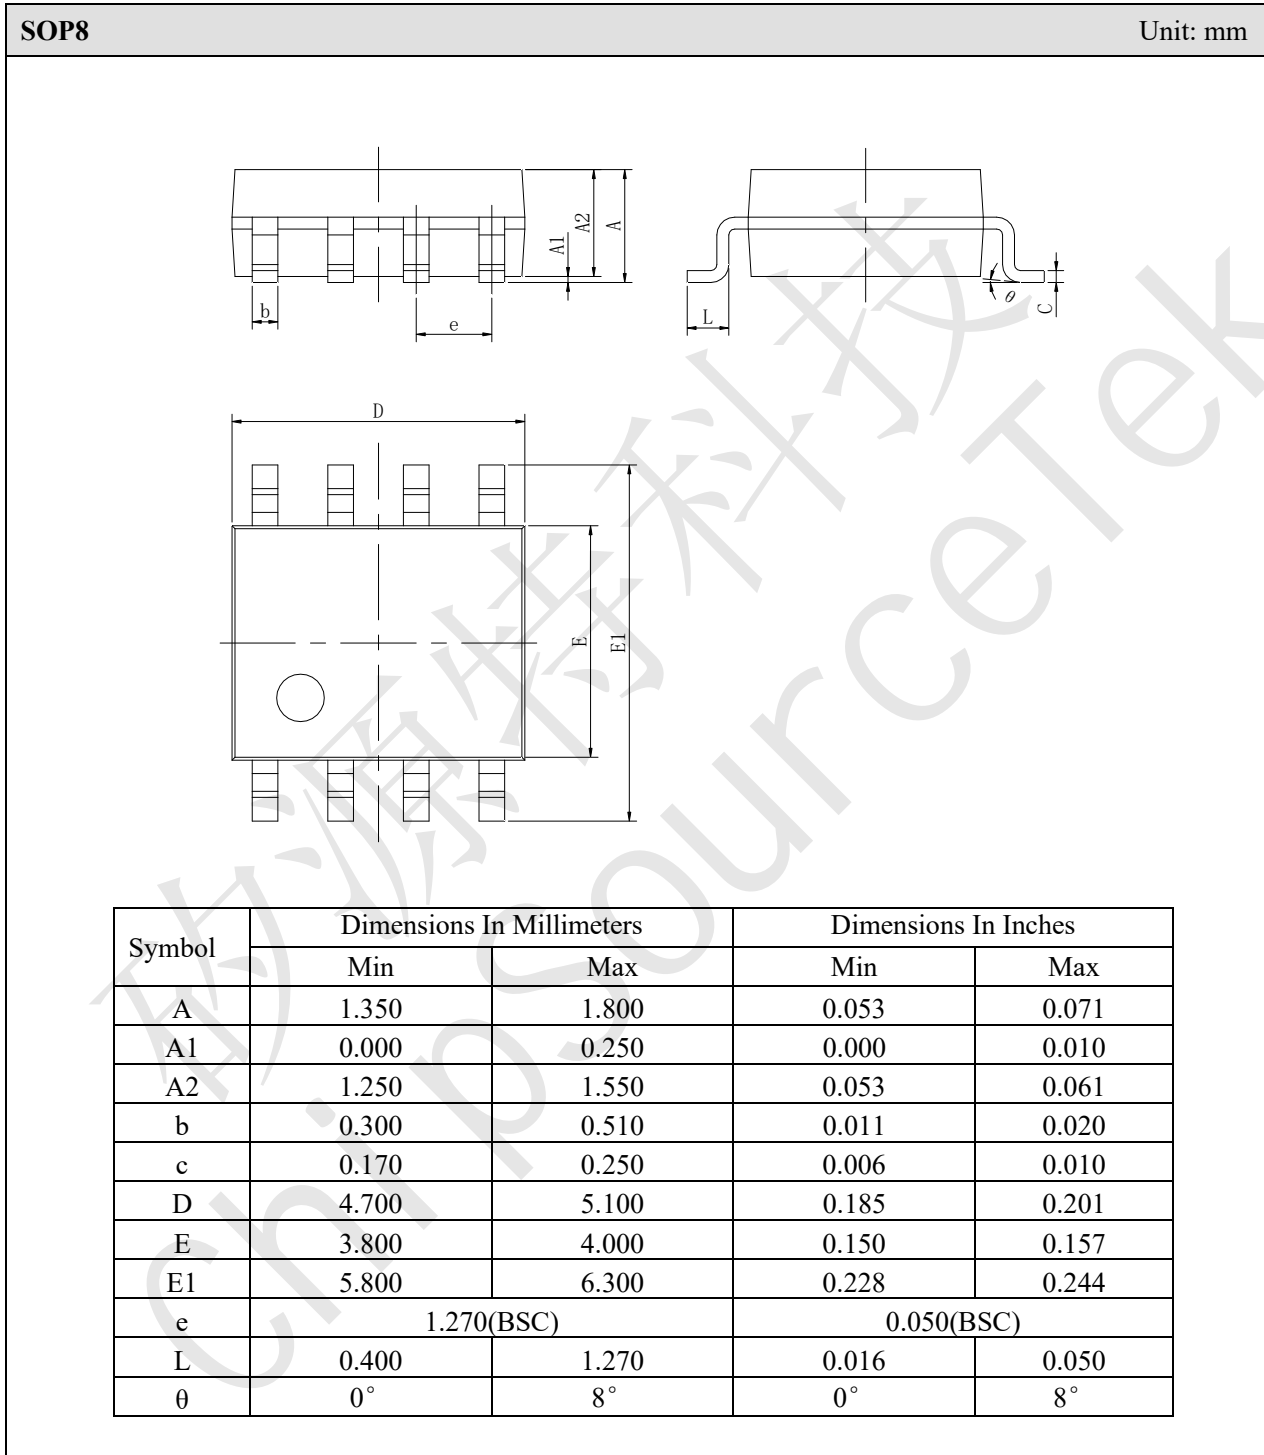 SOP8 Unit: mm
A1 A2 A
b
e
L
θ
C
D
E
E1
Dimensions In Millimeters Dimensions In Inches
Symbol
Min Max Min Max
A 1.350 1.800 0.053 0.071
A1 0.000 0.250 0.000 0.010
A2 1.250 1.550 0.053 0.061
b 0.300 0.510 0.011 0.020
c 0.170 0.250 0.006 0.010
D 4.700 5.100 0.185 0.201
E 3.800 4.000 0.150 0.157
E1 5.800 6.300 0.228 0.244
e 1.270(BSC) 0.050(BSC)
L 0.400 1.270 0.016 0.050
θ 0° 8° 0° 8°
矽源特科技
ChipSourceTek